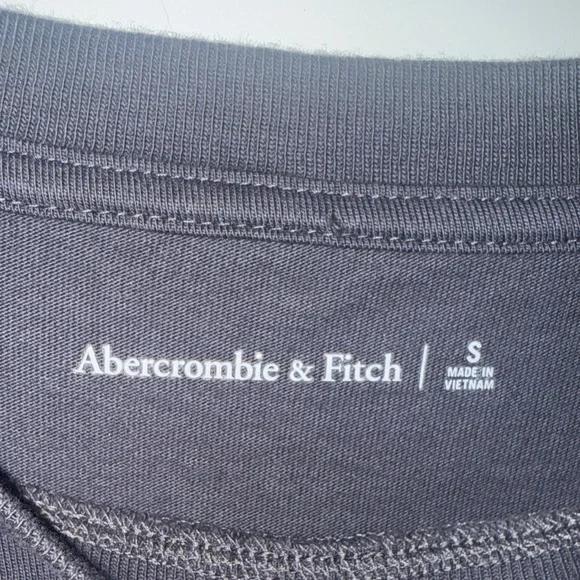 Abercrombie & Fitch | S
MADE IN
VIETNAM